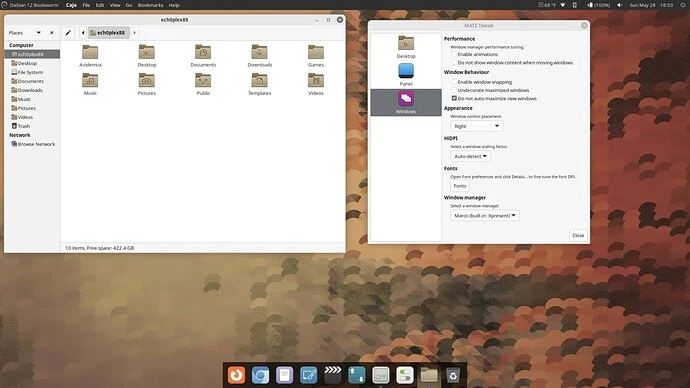 Debian 12 Bookworm Caja File Edit View Go Bookmarks Help
68 °F (100%) Sun May 28 18:53
ech0plex88
Places ech0plex88
Computer
ech0plex88
Desktop
File System
Documents
Downloads
Music
Pictures
Videos
Trash
Network
Browse Network
Avidemux Desktop Documents Downloads Games
Music Pictures Public Templates Videos
10 items, Free space: 422.4 GB
MATE Tweak
Desktop
Panel
Windows
Performance
Window manager performance tuning.
Enable animations
Do not show window content when moving windows
Window Behaviour
Enable window snapping
Undecorate maximized windows
Do not auto-maximize new windows
Appearance
Window control placement.
Right
HiDPI
Select a window scaling factor.
Auto-detect
Fonts
Open Font preferences and click Details... to fine tune the font DPI.
Fonts
Window manager
Select a window manager.
Marco (built-in: Xpresent)
Close